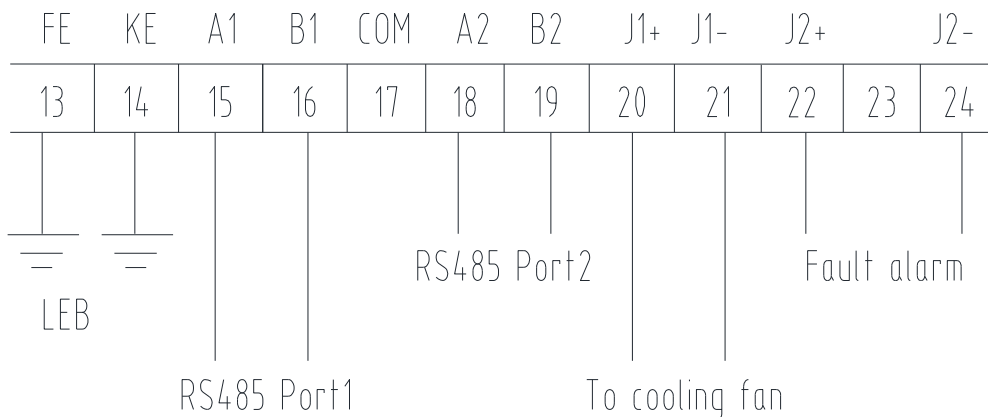 FE KE A1 B1 COM A2 B2 J1+ J1- J2+ J2-
13 14 15 16 17 18 19 20 21 22 23 24
RS485 Port2 Fault alarm
LEB
RS485 Port1 To cooling fan